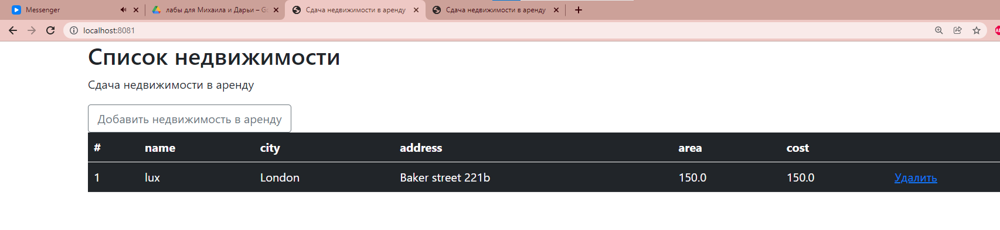 Messenger
лабы для Михаила и Дарьи – Go
Сдача недвижимости в аренду
Сдача недвижимости в аренду
localhost:8081
Список недвижимости
Сдача недвижимости в аренду
Добавить недвижимость в аренду
# name city address area cost
1 lux London Baker street 221b 150.0 150.0 Удалить